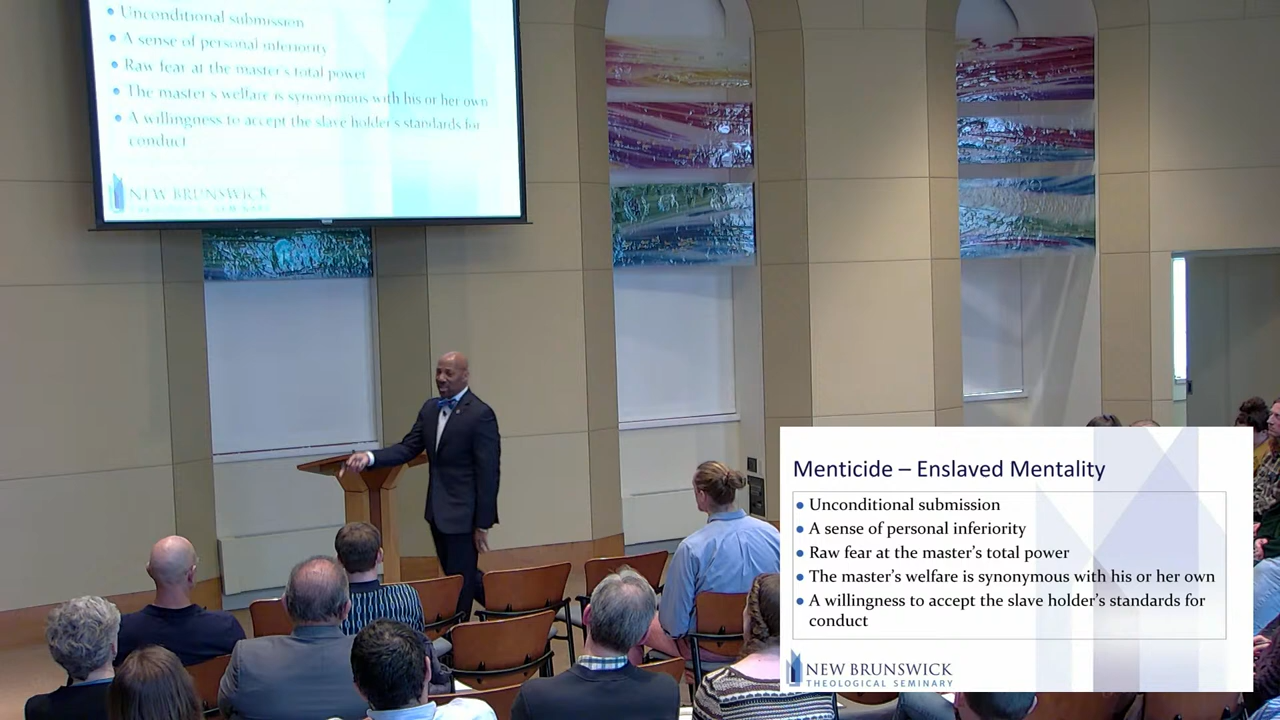 Unconditional submission
A sense of personal inferiority
Raw fear at the master's total power
The master's welfare is synonymous with his or her own
A willingness to accept the slave holder's standards for
conduct
NEW BRUNSWICK
THEOLOGICAL SEMINARY
Menticide – Enslaved Mentality
Unconditional submission
A sense of personal inferiority
Raw fear at the master's total power
The master's welfare is synonymous with his or her own
A willingness to accept the slave holder's standards for
conduct
NEW BRUNSWICK
THEOLOGICAL SEMINARY